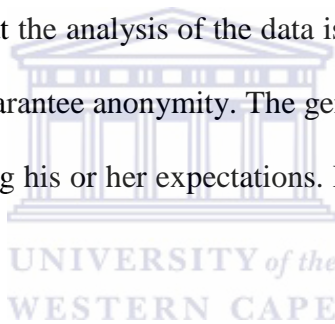 t the analysis of the data is
arantee anonymity. The ge
g his or her expectations.
UNIVERSITY of the
WESTERN CAPE